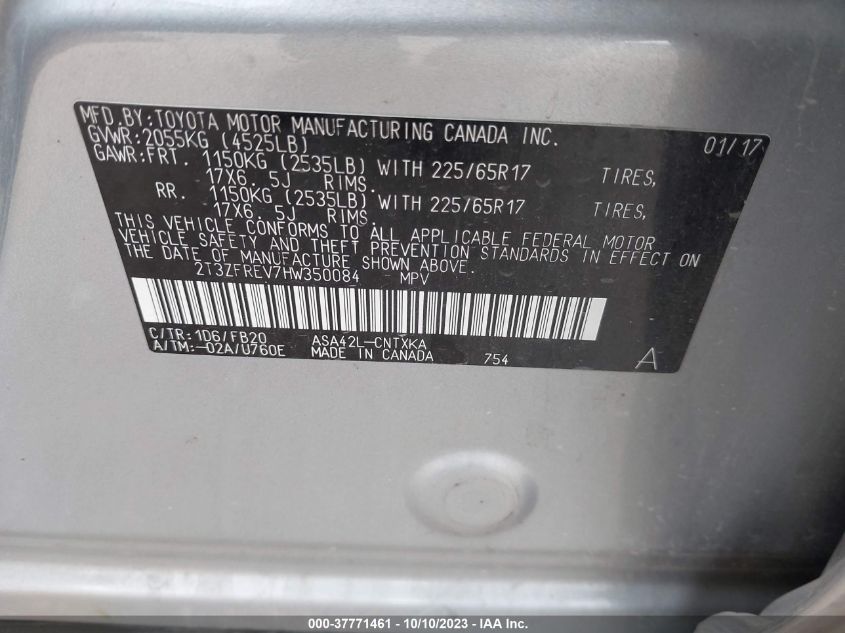 MFD.BY:TOYOTA MOTOR MANUFACTURING CANADA INC. 01/17
GVWR:2055KG (4525LB)
GAWR:FRT. 1150KG (2535LB) WITH 225/65R17 TIRES,
17X6. 5J RIMS.
RR. 1150KG (2535LB) WITH 225/65R17 TIRES,
17X6. 5J RIMS.
THIS VEHICLE CONFORMS TO ALL APPLICABLE FEDERAL MOTOR
VEHICLE SAFETY AND THEFT PREVENTION STANDARDS IN EFFECT ON
THE DATE OF MANUFACTURE SHOWN ABOVE.
2T3ZFREV7HW350084 MPV
C/TR:1D6/FB20 ASA42L-CNTXKA
A/TM:-02A/U760E MADE IN CANADA 754 A
000-37771461 - 10/10/2023 - IAA Inc.